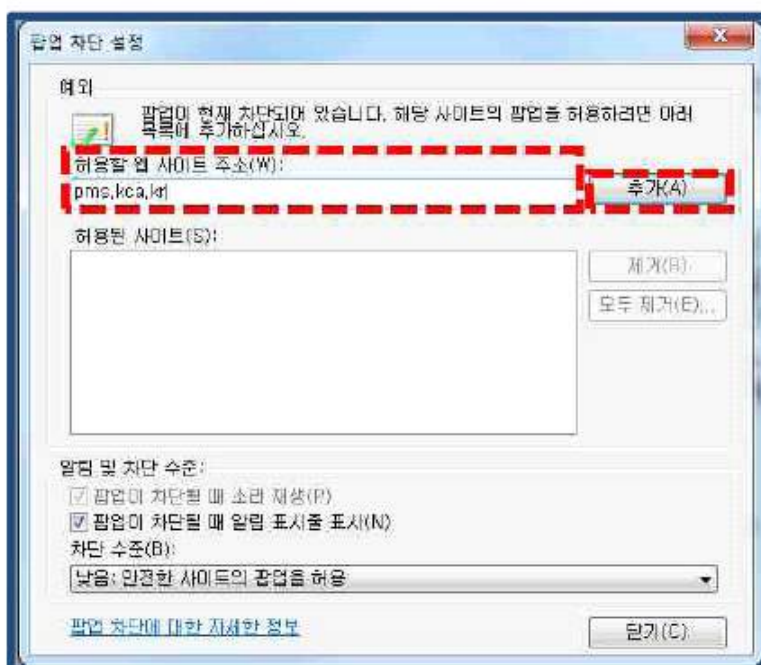 팝업 차단 설정
예외
팝업이 현재 차단되어 있습니다. 해당 사이트의 팝업을 허용하려면 아래
목록에 추가하십시오.
허용할 웹 사이트 주소(W):
pms.kca.kr
추가(A)
허용된 사이트(S):
제거(R)
모두 제거(E)...
알림 및 차단 수준:
팝업이 차단될 때 소리 재생(P)
팝업이 차단될 때 알림 표시줄 표시(N)
차단 수준(B):
낮음: 안전한 사이트의 팝업을 허용
팝업 차단에 대한 자세한 정보
닫기(C)